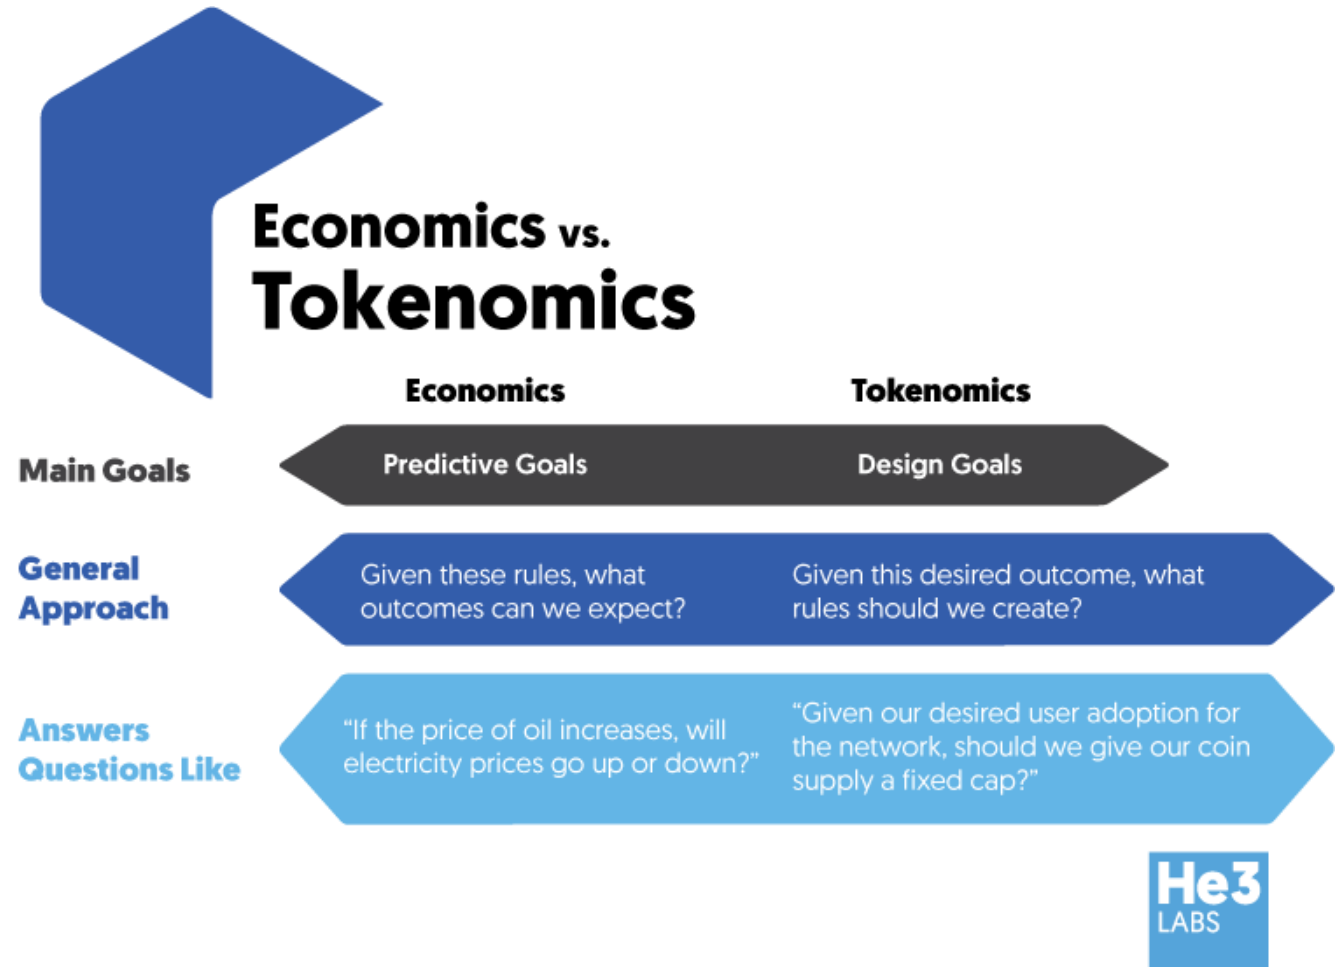 Economics vs.
Tokenomics
Economics
Tokenomics
Main Goals
Predictive Goals
Design Goals
General
Approach
Given these rules, what
outcomes can we expect?
Given this desired outcome, what
rules should we create?
Answers
Questions Like
“If the price of oil increases, will
electricity prices go up or down?”
“Given our desired user adoption for
the network, should we give our coin
supply a fixed cap?”
He3
LABS